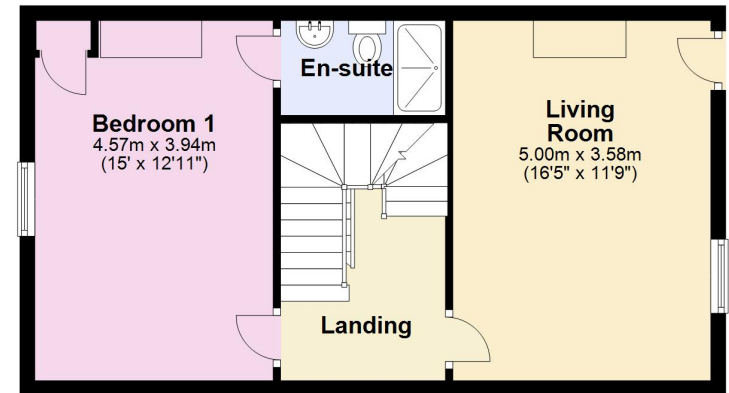 Bedroom 1
4.57m x 3.94m
(15' x 12'11")
En-suite
Living
Room
5.00m x 3.58m
(16'5" x 11'9")
Landing